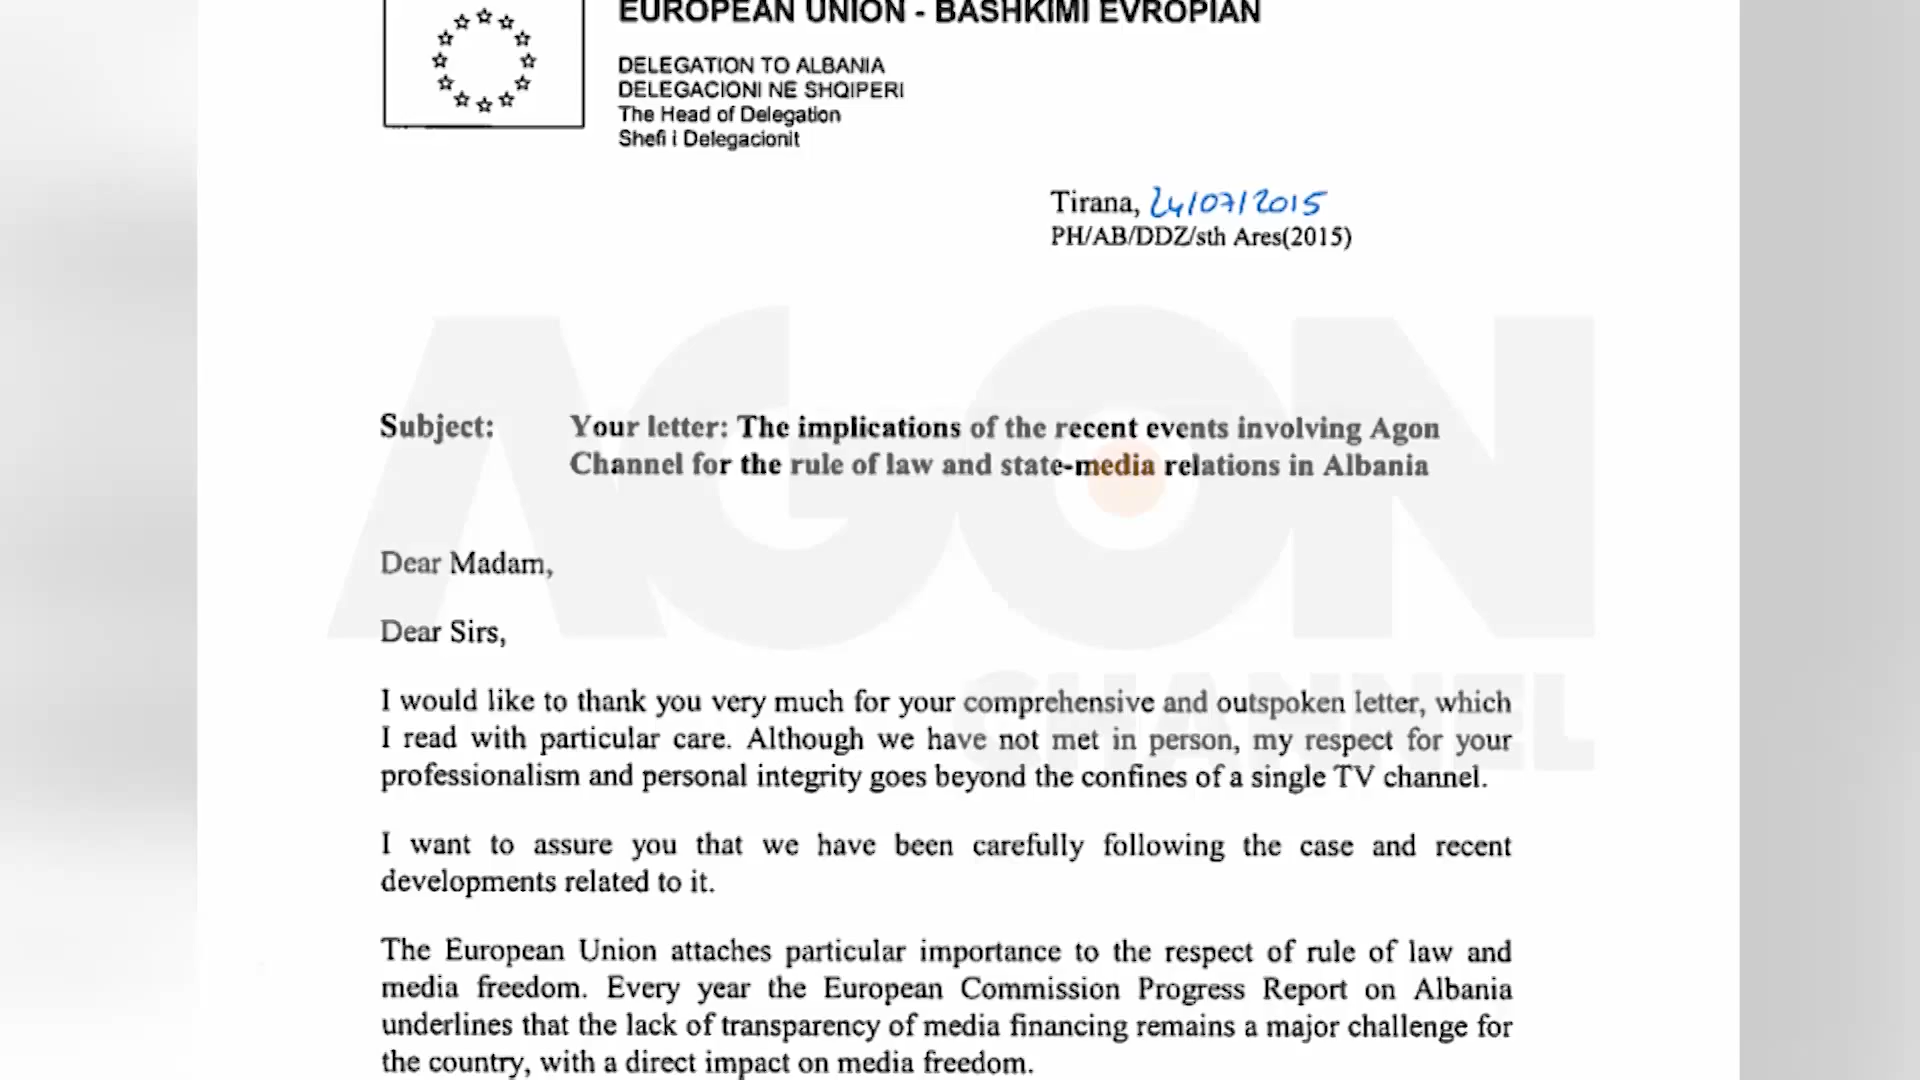 EUROPEAN UNION - BASHKIMI EVROPIAN
DELEGATION TO ALBANIA
DELEGACIONI NE SHQIPERI
The Head of Delegation
Shefi i Delegacionit
Tirana, 24/07/2015
PH/AB/DDZ/sth Ares(2015)
AGON
CHANNEL
Subject: Your letter: The implications of the recent events involving Agon
Channel for the rule of law and state-media relations in Albania
Dear Madam,
Dear Sirs,
I would like to thank you very much for your comprehensive and outspoken letter, which
I read with particular care. Although we have not met in person, my respect for your
professionalism and personal integrity goes beyond the confines of a single TV channel.
I want to assure you that we have been carefully following the case and recent
developments related to it.
The European Union attaches particular importance to the respect of rule of law and
media freedom. Every year the European Commission Progress Report on Albania
underlines that the lack of transparency of media financing remains a major challenge for
the country, with a direct impact on media freedom.